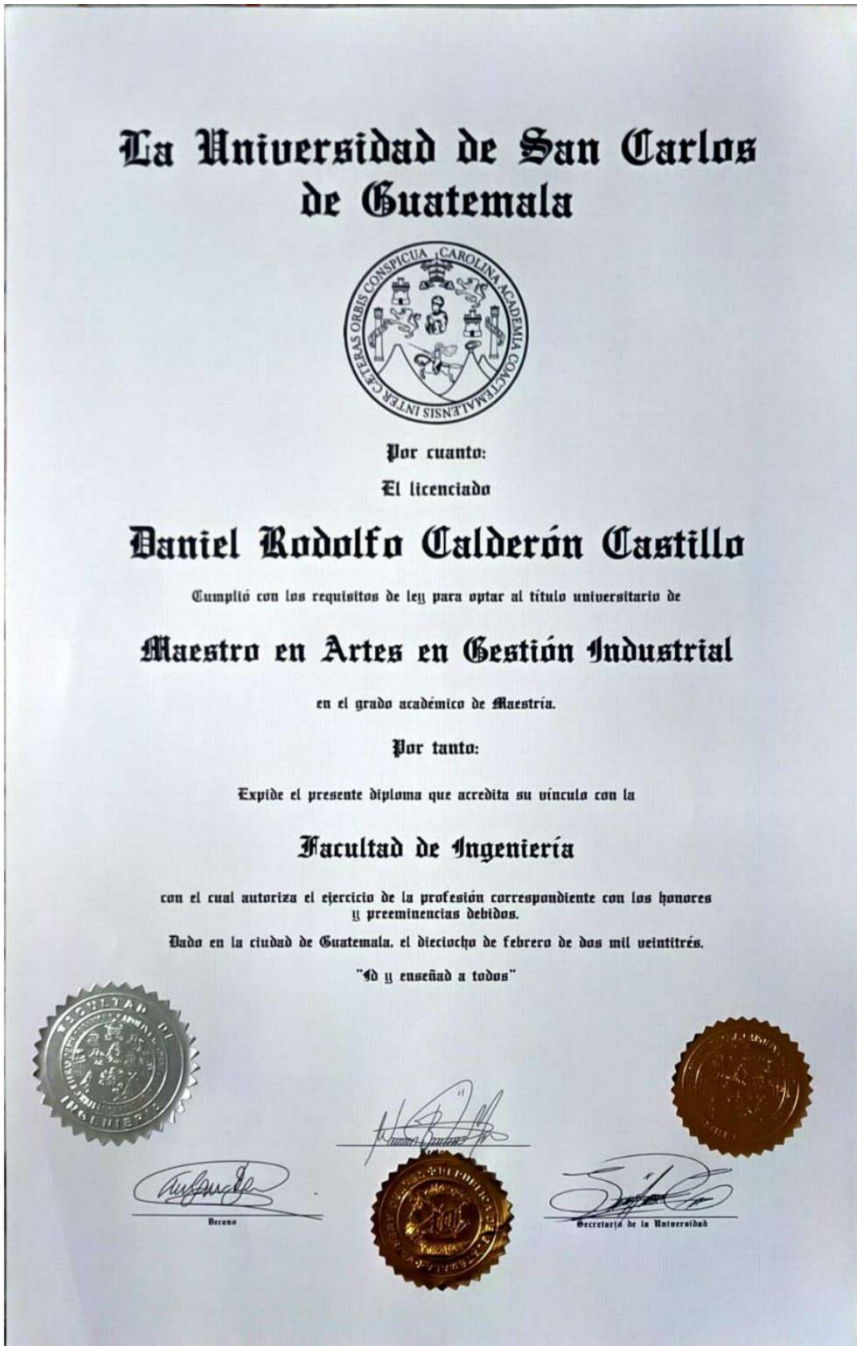 La Universidad de San Carlos
de Guatemala
INTER CÆTERAS ORBIS CONSPICUA CAROLINA ACADEMIA COACTEMALENSIS
Por cuanto:
El licenciado
Daniel Rodolfo Calderón Castillo
Cumplió con los requisitos de ley para optar al título universitario de
Maestro en Artes en Gestión Industrial
en el grado académico de Maestría.
Por tanto:
Expide el presente diploma que acredita su vínculo con la
Facultad de Ingeniería
con el cual autoriza el ejercicio de la profesión correspondiente con los honores
y preeminencias debidos.
Dado en la ciudad de Guatemala, el dieciocho de febrero de dos mil veintitrés.
"Id y enseñad a todos"
FACULTAD DE
INGENIERIA
Decano
Secretario de la Universidad